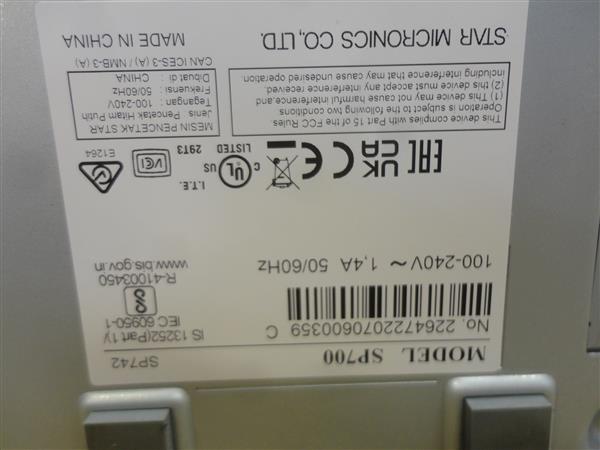 MODEL SP700
SP742
No. 2264722070600359 C
IS 13252(Part 1)/
IEC 60950-1
100-240V ~ 1,4A 50/60Hz
R-41003450
www.bis.gov.in
EAC UK CA CE
C UL US LISTED 29T3
I.T.E.
VCI
E1264
This device complies with Part 15 of the FCC Rules.
Operation is subject to the following two conditions:
(1) This device may not cause harmful interference,and
(2) this device must accept any interference received,
including interference that may cause undesired operation.
MESIN PENCETAK STAR
Jenis : Pencetak Hitam Putih
Tegangan : 100-240V
Frekuensi : 50/60Hz
Dibuat di : CHINA
CAN ICES-3 (A) / NMB-3 (A)
STAR MICRONICS CO.,LTD.
MADE IN CHINA